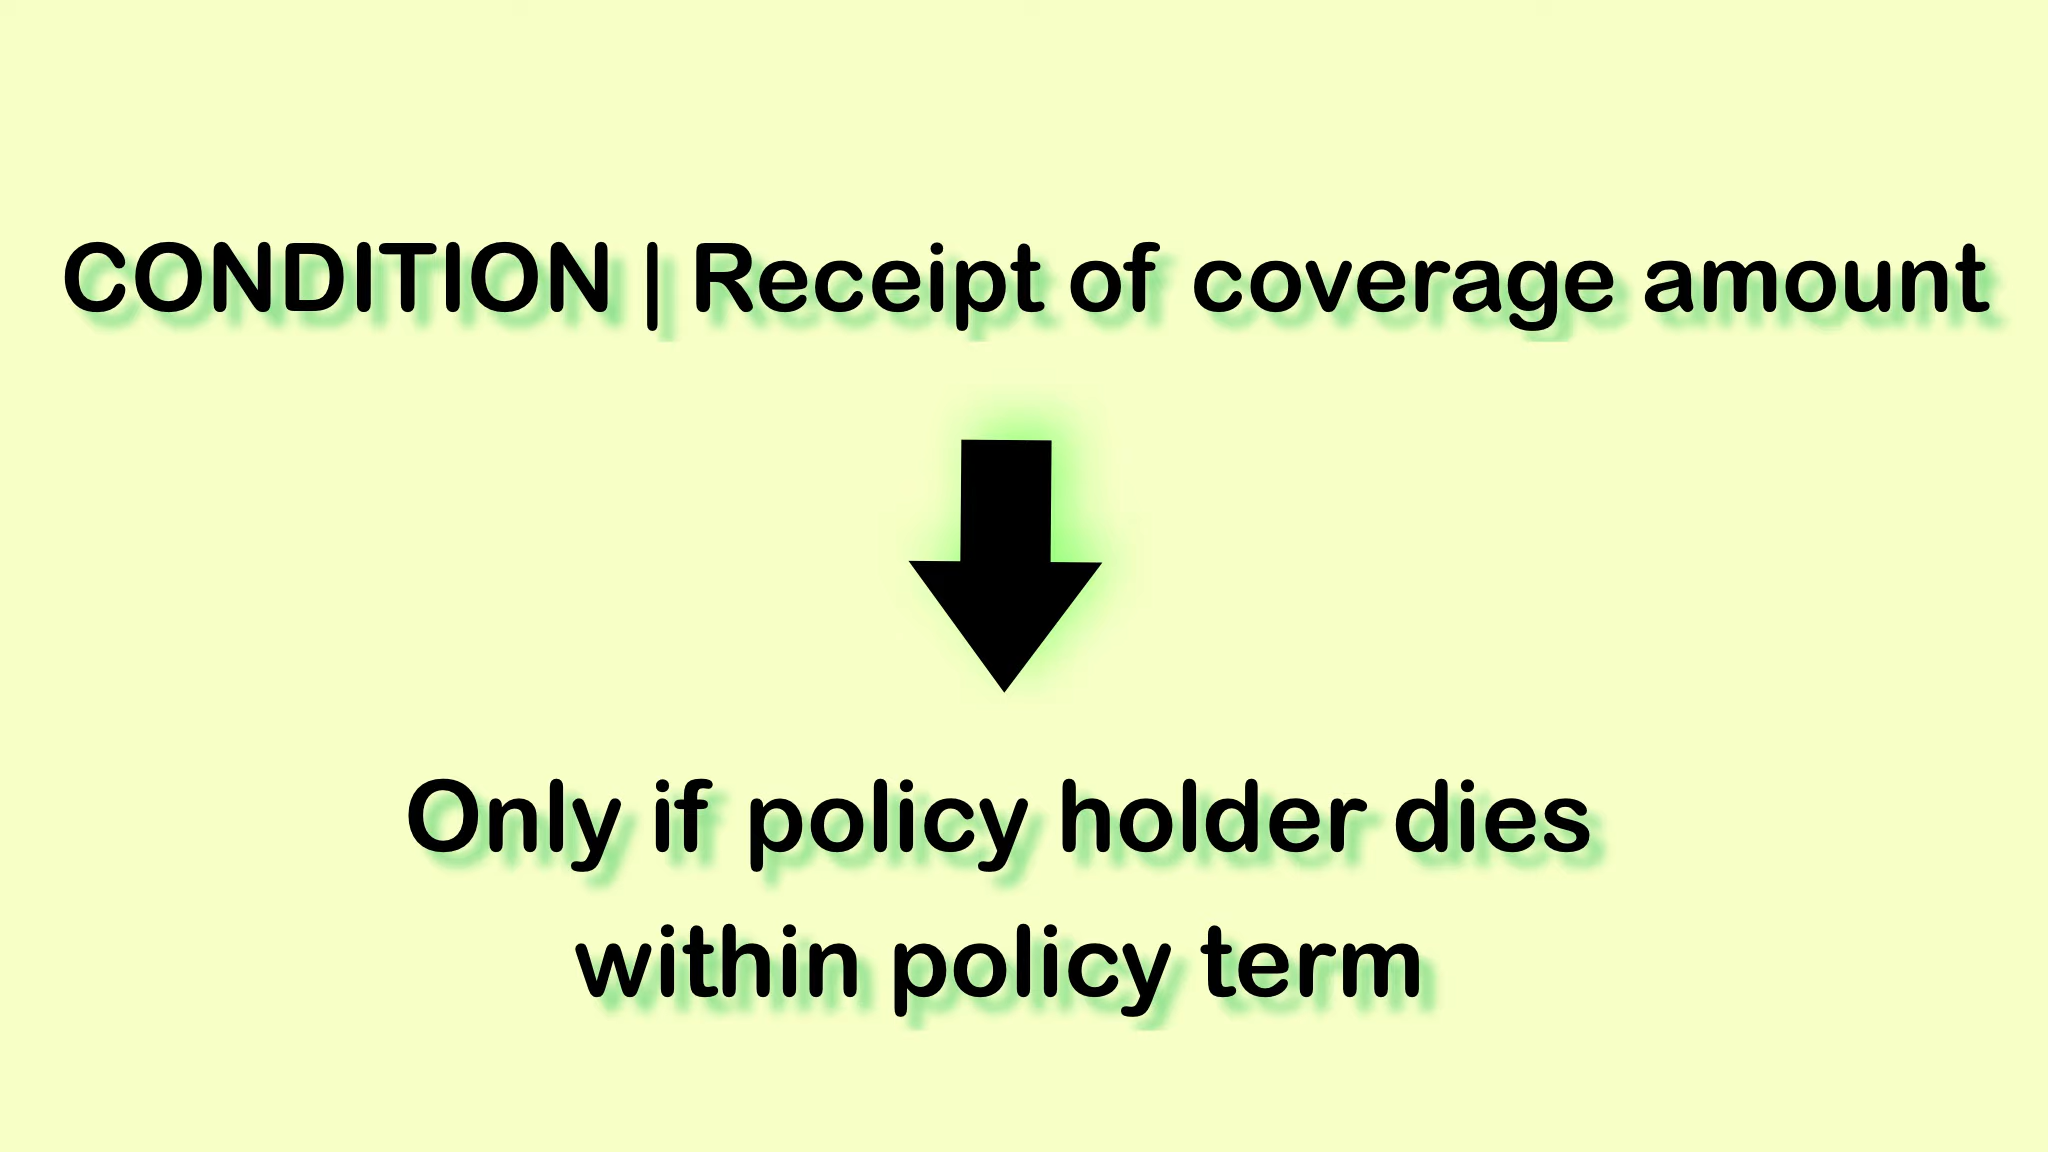 CONDITION | Receipt of coverage amount
Only if policy holder dies
within policy term